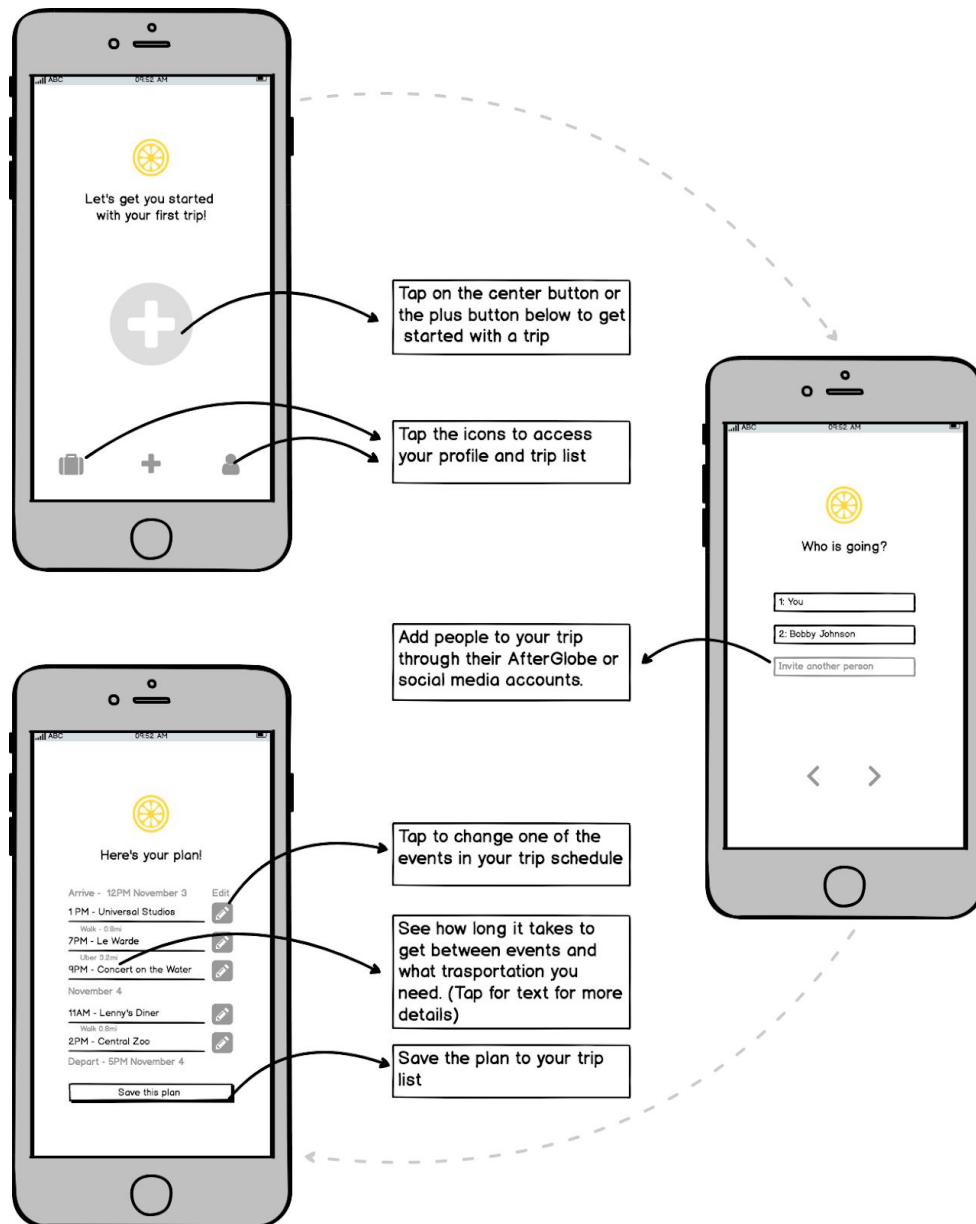 ABC 09:52 AM
Let's get you started
with your first trip!
Tap on the center button or
the plus button below to get
started with a trip
Tap the icons to access
your profile and trip list
ABC 09:52 AM
Who is going?
1: You
2: Bobby Johnson
Invite another person
Add people to your trip
through their AfterGlobe or
social media accounts.
ABC 09:52 AM
Here's your plan!
Arrive - 12PM November 3 Edit
1 PM - Universal Studios
Walk - 0.8mi
7PM - Le Warde
Uber 3.2mi
9PM - Concert on the Water
November 4
11AM - Lenny's Diner
Walk 0.8mi
2PM - Central Zoo
Depart - 5PM November 4
Save this plan
Tap to change one of the
events in your trip schedule
See how long it takes to
get between events and
what trasportation you
need. (Tap for text for more
details)
Save the plan to your trip
list